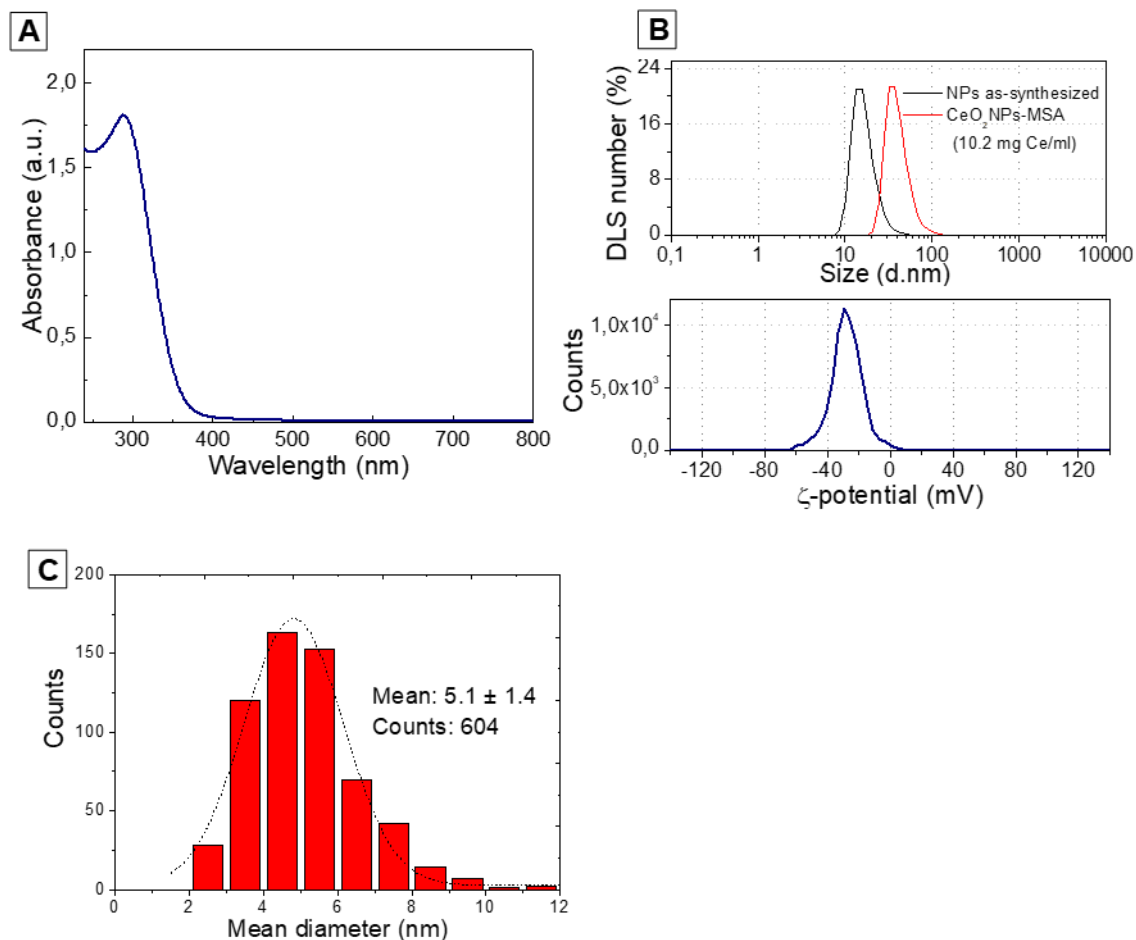 A
2,0
1,5
1,0
0,5
0,0
Absorbance (a.u.)
300 400 500 600 700 800
Wavelength (nm)
B
24
16
8
0
DLS number (%)
NPs as-synthesized
CeO2NPs-MSA
(10.2 mg Ce/ml)
0,1 1 10 100 1000 10000
Size (d.nm)
1,0x10^4
5,0x10^3
0,0
Counts
-120 -80 -40 0 40 80 120
ζ-potential (mV)
C
200
150
100
50
0
Counts
Mean: 5.1 ± 1.4
Counts: 604
0 2 4 6 8 10 12
Mean diameter (nm)